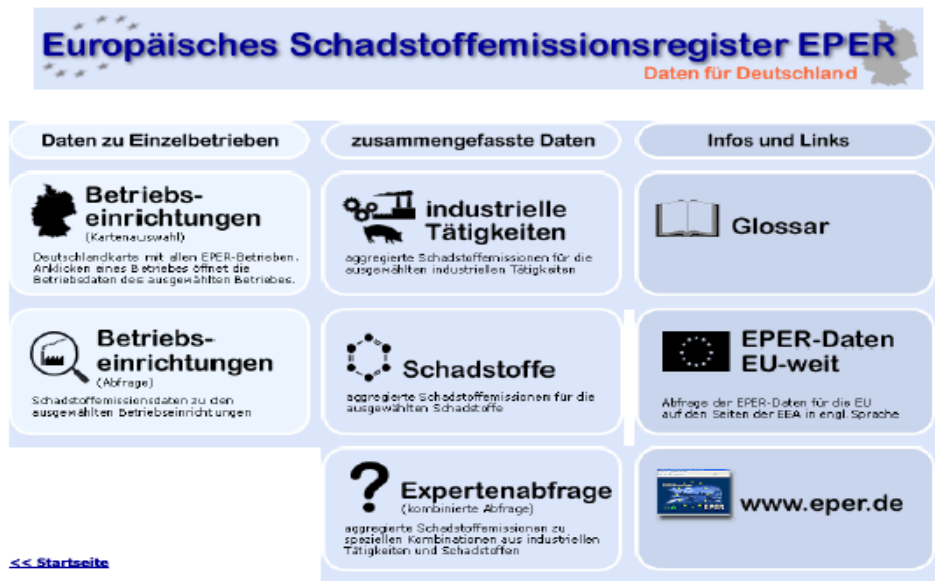 Europäisches Schadstoffemissionsregister EPER
Daten für Deutschland
Daten zu Einzelbetrieben
Betriebs-
einrichtungen
(Kartenauswahl)
Deutschlandkarte mit allen EPER-Betrieben.
Anklicken eines Betriebes öffnet die
Betriebsdaten des ausgewählten Betriebes.
Betriebs-
einrichtungen
(Abfrage)
Schadstoffemissionsdaten zu den
ausgewählten Betriebseinrichtungen
zusammengefasste Daten
industrielle
Tätigkeiten
aggregierte Schadstoffemissionen für die
ausgewählten industriellen Tätigkeiten
Schadstoffe
aggregierte Schadstoffemissionen für die
ausgewählten Schadstoffe
Expertenabfrage
(kombinierte Abfrage)
aggregierte Schadstoffemissionen zu
speziellen Kombinationen aus industriellen
Tätigkeiten und Schadstoffen
Infos und Links
Glossar
EPER-Daten
EU-weit
Abfrage der EPER-Daten für die EU
auf den Seiten der EEA in engl. Sprache
EPER
www.eper.de
<< Startseite